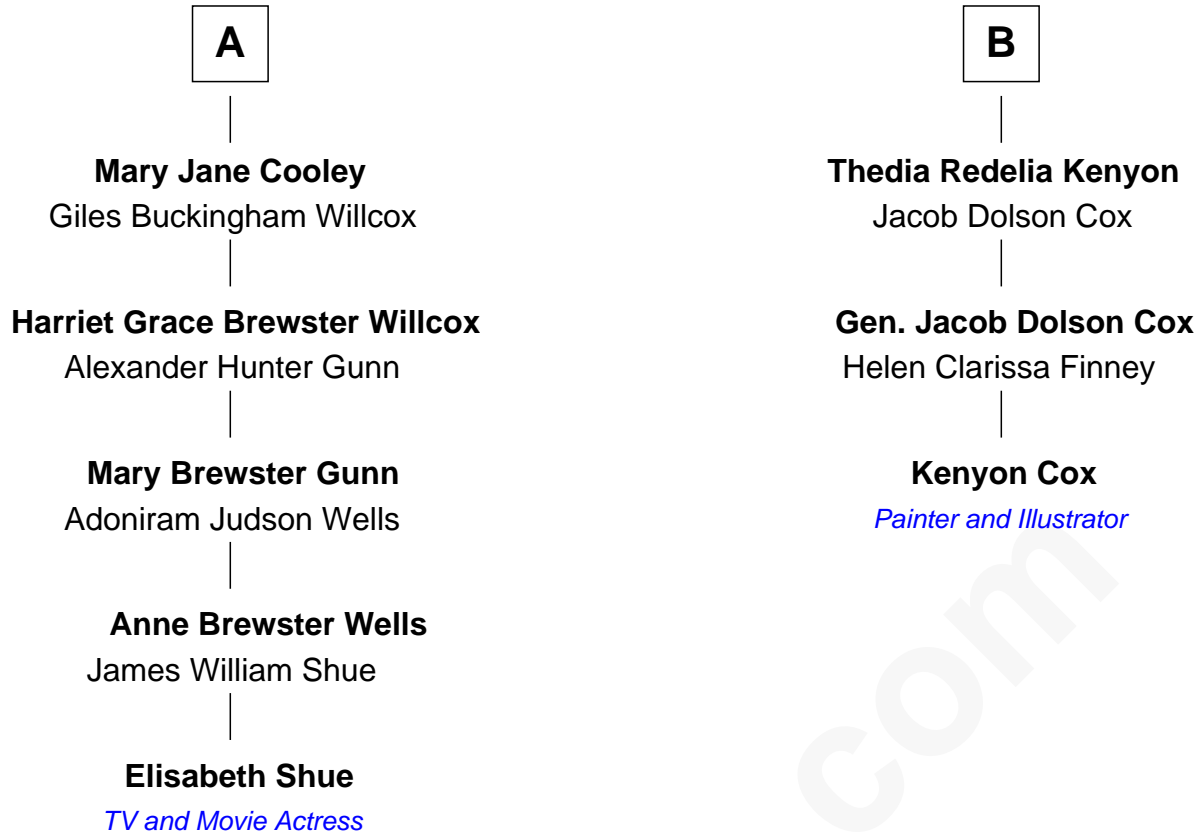 A
Mary Jane Cooley
Giles Buckingham Willcox
Harriet Grace Brewster Willcox
Alexander Hunter Gunn
Mary Brewster Gunn
Adoniram Judson Wells
Anne Brewster Wells
James William Shue
Elisabeth Shue
TV and Movie Actress
B
Thedia Redelia Kenyon
Jacob Dolson Cox
Gen. Jacob Dolson Cox
Helen Clarissa Finney
Kenyon Cox
Painter and Illustrator
com